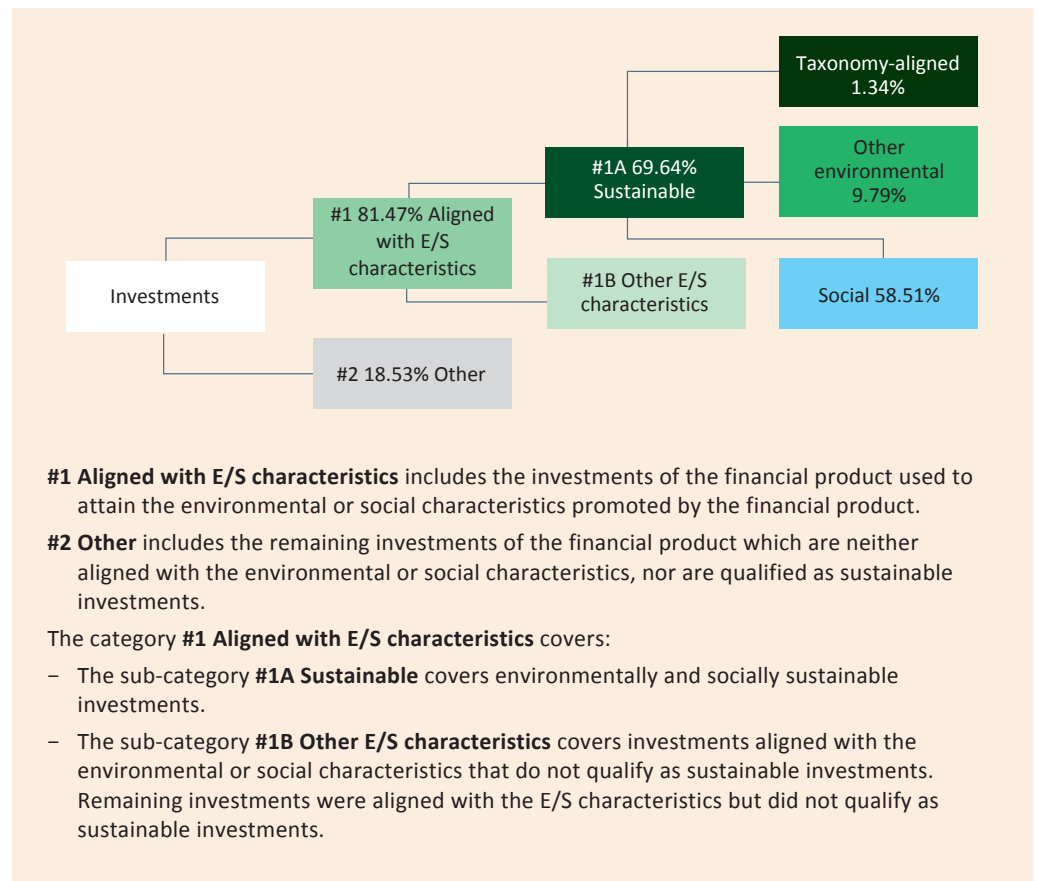 Taxonomy-aligned
1.34%
Other
environmental
9.79%
#1A 69.64%
Sustainable
#1 81.47% Aligned
with E/S
characteristics
#1B Other E/S
characteristics
Social 58.51%
Investments
#2 18.53% Other
#1 Aligned with E/S characteristics includes the investments of the financial product used to
attain the environmental or social characteristics promoted by the financial product.
#2 Other includes the remaining investments of the financial product which are neither
aligned with the environmental or social characteristics, nor are qualified as sustainable
investments.
The category #1 Aligned with E/S characteristics covers:
− The sub-category #1A Sustainable covers environmentally and socially sustainable
investments.
− The sub-category #1B Other E/S characteristics covers investments aligned with the
environmental or social characteristics that do not qualify as sustainable investments.
Remaining investments were aligned with the E/S characteristics but did not qualify as
sustainable investments.